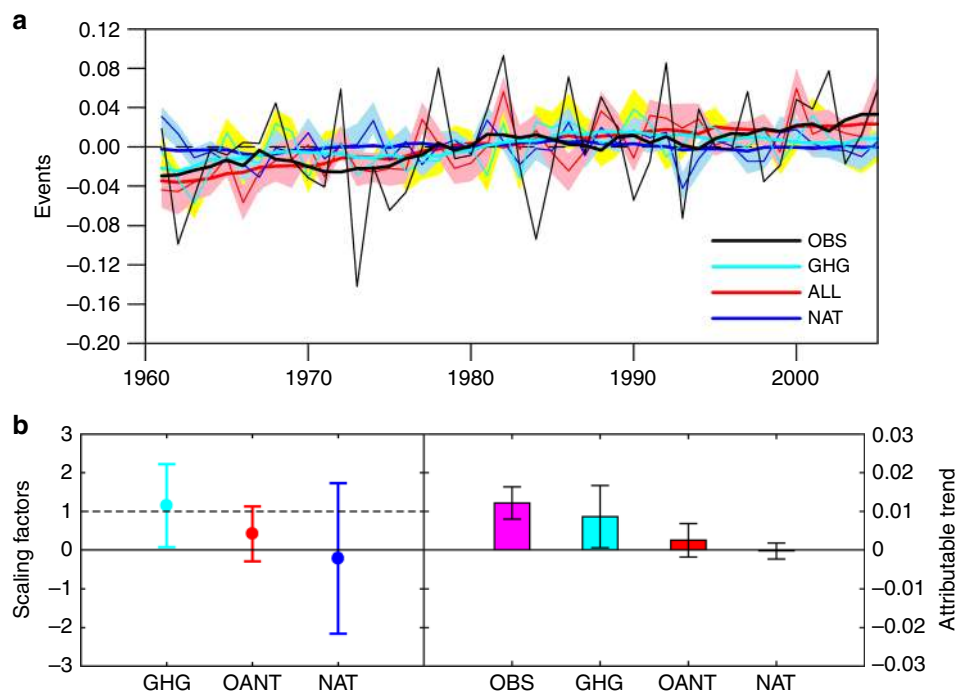 a
0.12
0.08
0.04
0.00
−0.04
−0.08
−0.12
−0.16
−0.20
Events
OBS
GHG
ALL
NAT
1960 1970 1980 1990 2000
b
3
2
1
0
−1
−2
−3
Scaling factors
0.03
0.02
0.01
0
−0.01
−0.02
−0.03
Attributable trend
GHG OANT NAT OBS GHG OANT NAT